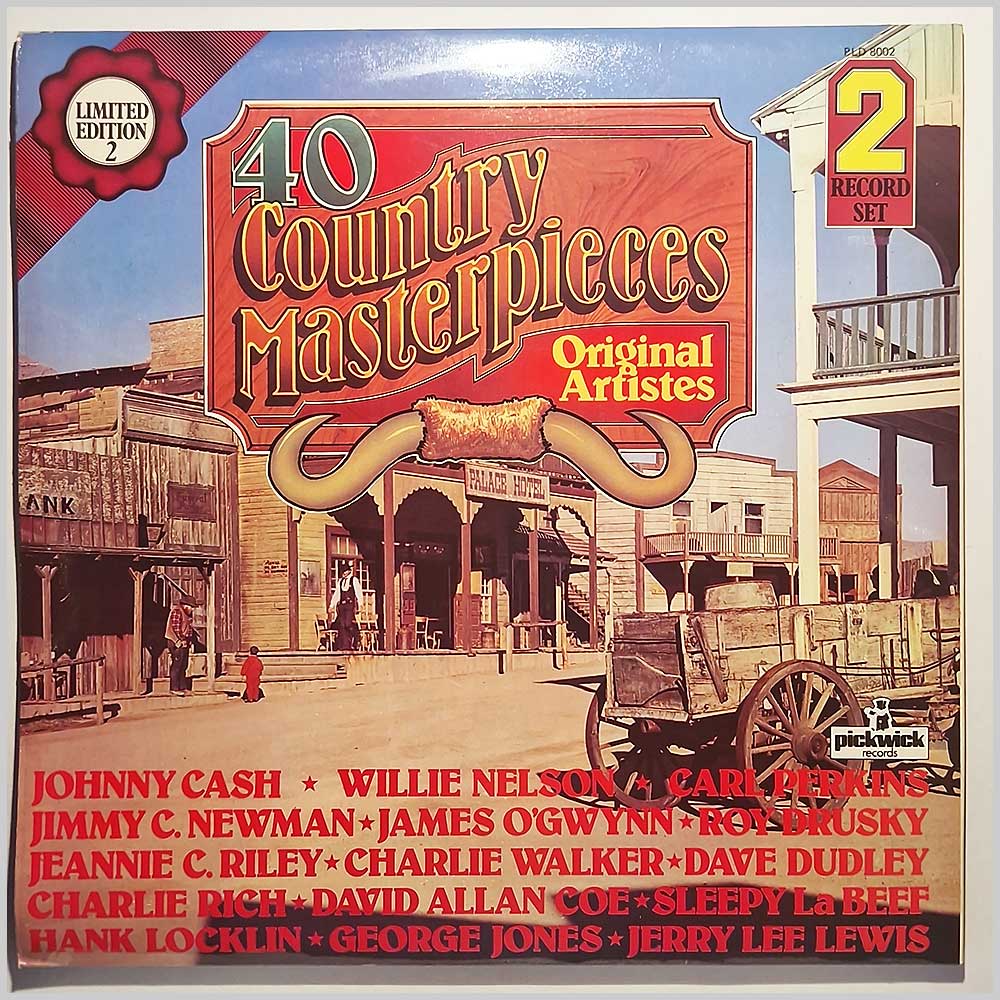 PLD 8002
LIMITED
EDITION
2
2
RECORD
SET
40
Country
Masterpieces
Original
Artistes
ANK
PALACE HOTEL
pickwick
records
JOHNNY CASH ★ WILLIE NELSON ★ CARL PERKINS
JIMMY C. NEWMAN ★ JAMES O'GWYNN ★ ROY DRUSKY
JEANNIE C. RILEY ★ CHARLIE WALKER ★ DAVE DUDLEY
CHARLIE RICH ★ DAVID ALLAN COE ★ SLEEPY La BEEF
HANK LOCKLIN ★ GEORGE JONES ★ JERRY LEE LEWIS